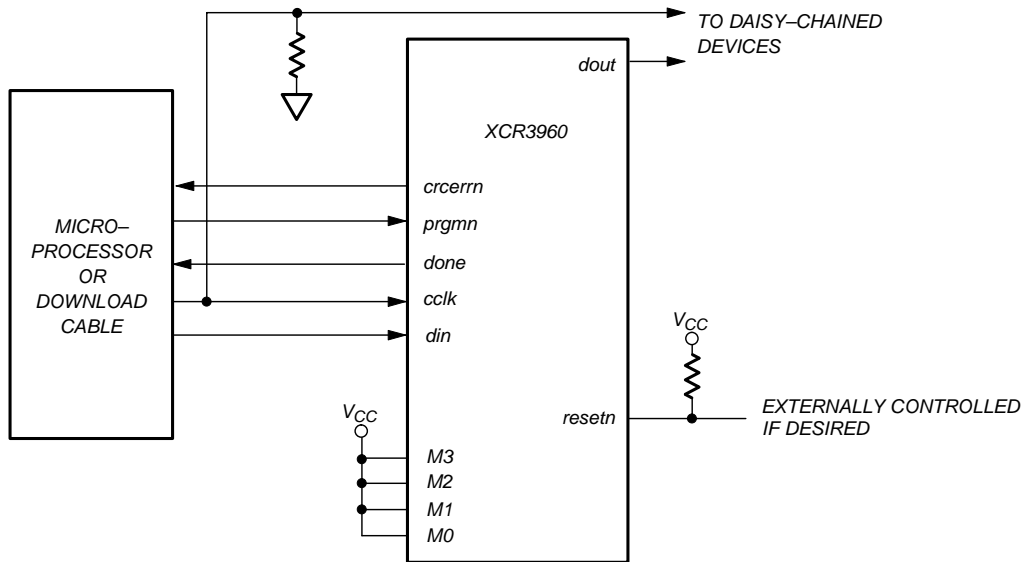 TO DAISY–CHAINED
DEVICES
dout
XCR3960
crcerrn
prgmn
done
cclk
din
MICRO–
PROCESSOR
OR
DOWNLOAD
CABLE
VCC
resetn
EXTERNALLY CONTROLLED
IF DESIRED
VCC
M3
M2
M1
M0